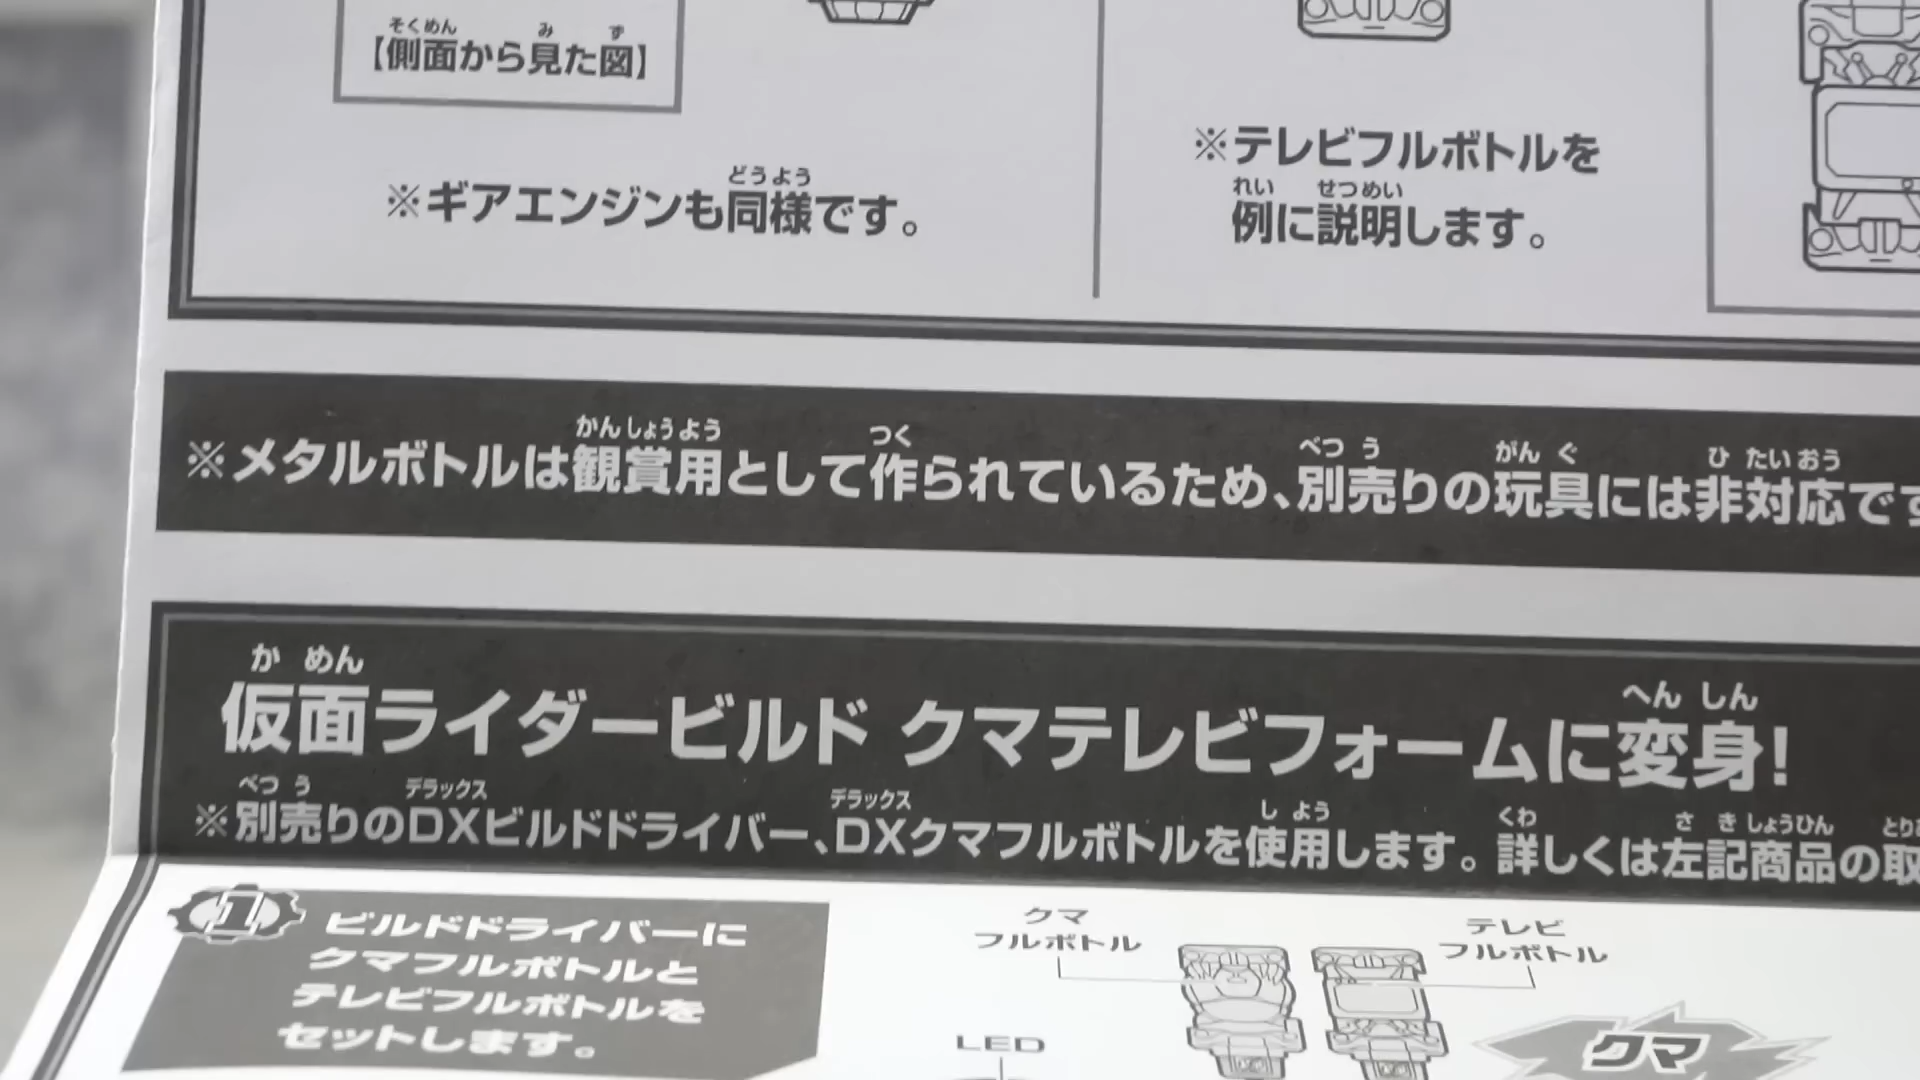 そくめん み ず
【側面から見た図】
どうよう
※ギアエンジンも同様です。
※テレビフルボトルを
れい せつめい
例に説明します。
かんしょうよう つく べつ う がん ぐ ひ たいおう
※メタルボトルは観賞用として作られているため、別売りの玩具には非対応です
か めん へん しん
仮面ライダービルド クマテレビフォームに変身!
べつ う デラックス デラックス し よう くわ さ き しょうひん とり
※別売りのDXビルドドライバー、DXクマフルボトルを使用します。詳しくは左記商品の取
1
ビルドドライバーに
クマフルボトルと
テレビフルボトルを
セットします。
クマ
フルボトル
テレビ
フルボトル
LED
クマ